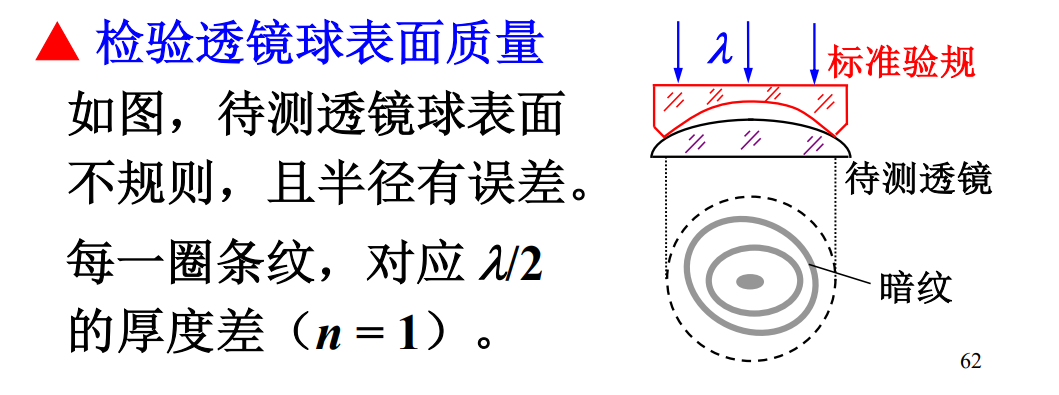 ▲ 检验透镜球表面质量
如图，待测透镜球表面
不规则，且半径有误差。
每一圈条纹，对应 λ/2
的厚度差（n = 1）。
λ
标准验规
待测透镜
暗纹
62